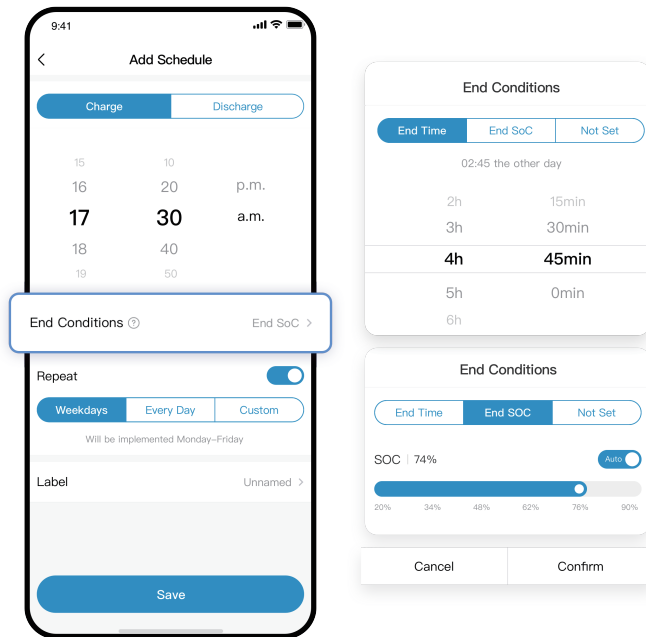 9:41
Add Schedule
Charge Discharge
15 10
16 20 p.m.
17 30 a.m.
18 40
19 50
End Conditions ? End SoC >
Repeat
Weekdays Every Day Custom
Will be implemented Monday-Friday
Label Unnamed >
Save
End Conditions
End Time End SoC Not Set
02:45 the other day
2h 15min
3h 30min
4h 45min
5h 0min
6h
End Conditions
End Time End SOC Not Set
SOC | 74% Auto
20% 34% 48% 62% 76% 90%
Cancel Confirm